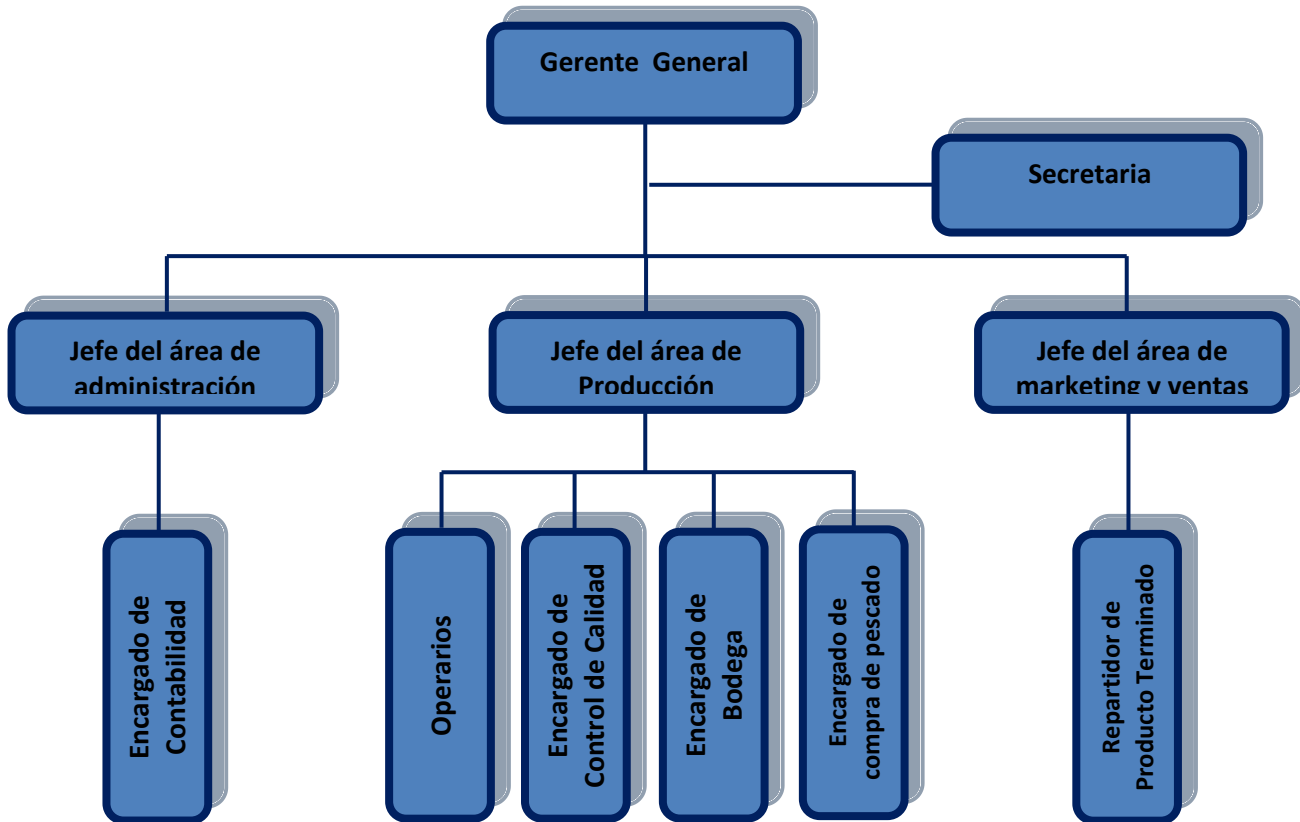 Gerente General
Secretaria
Jefe del área de
administración
Jefe del área de
Producción
Jefe del área de
marketing y ventas
Encargado de
Contabilidad
Operarios
Encargado de
Control de Calidad
Encargado de
Bodega
Encargado de
compra de pescado
Repartidor de
Producto Terminado